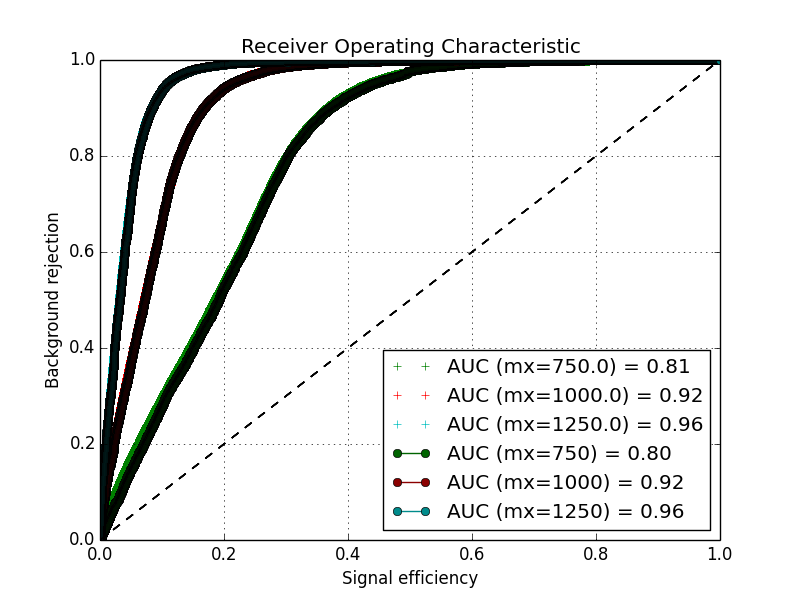 Receiver Operating Characteristic
1.0
0.8
0.6
0.4
0.2
0.0
Background rejection
AUC (mx=750.0) = 0.81
AUC (mx=1000.0) = 0.92
AUC (mx=1250.0) = 0.96
AUC (mx=750) = 0.80
AUC (mx=1000) = 0.92
AUC (mx=1250) = 0.96
0.0 0.2 0.4 0.6 0.8 1.0
Signal efficiency